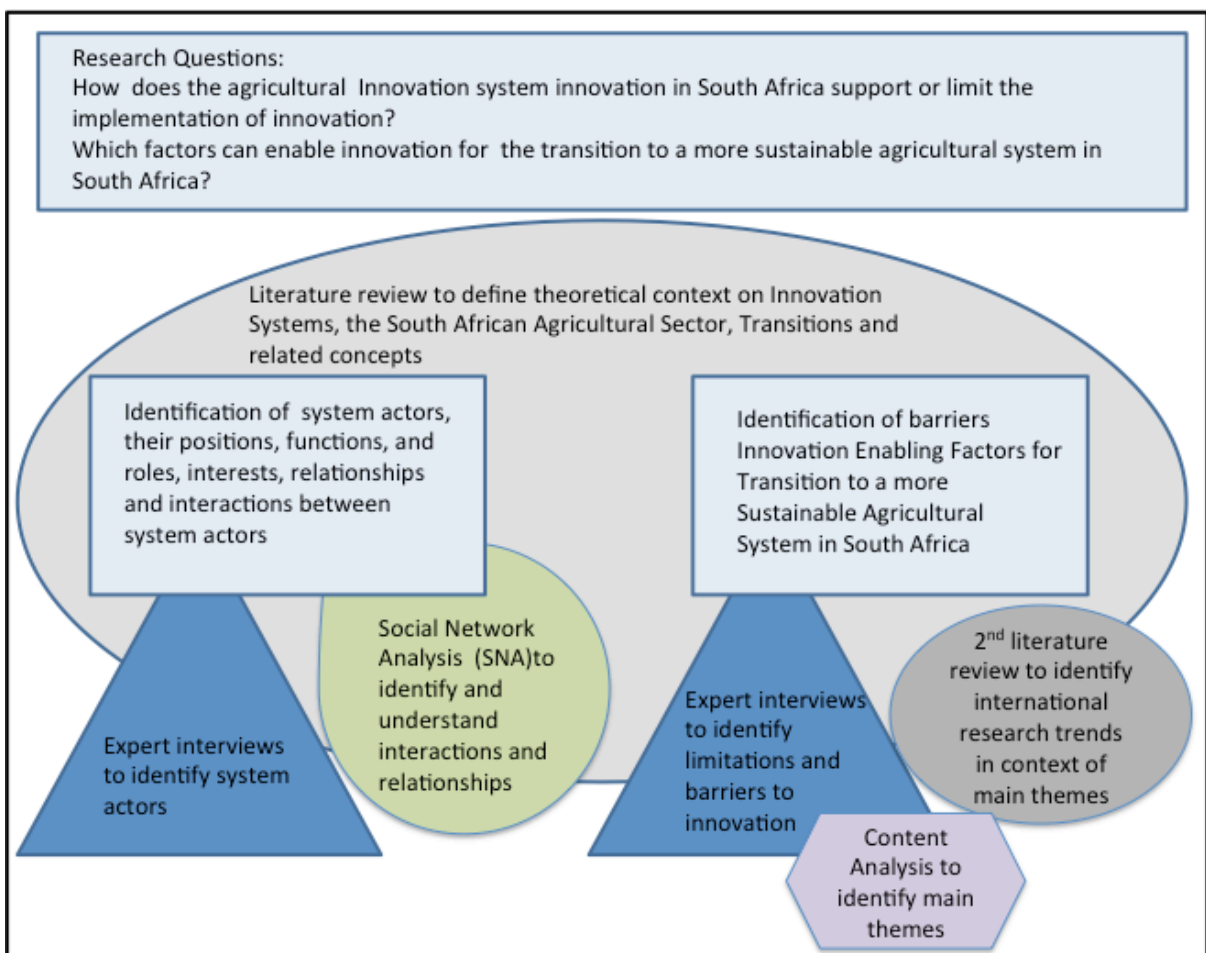 Research Questions:
How does the agricultural Innovation system innovation in South Africa support or limit the
implementation of innovation?
Which factors can enable innovation for the transition to a more sustainable agricultural system in
South Africa?
Literature review to define theoretical context on Innovation
Systems, the South African Agricultural Sector, Transitions and
related concepts
Identification of system actors,
their positions, functions, and
roles, interests, relationships
and interactions between
system actors
Identification of barriers
Innovation Enabling Factors for
Transition to a more
Sustainable Agricultural
System in South Africa
Expert interviews
to identify system
actors
Social Network
Analysis (SNA)to
identify and
understand
interactions and
relationships
Expert interviews
to identify
limitations and
barriers to
innovation
2nd literature
review to identify
international
research trends
in context of
main themes
Content
Analysis to
identify main
themes